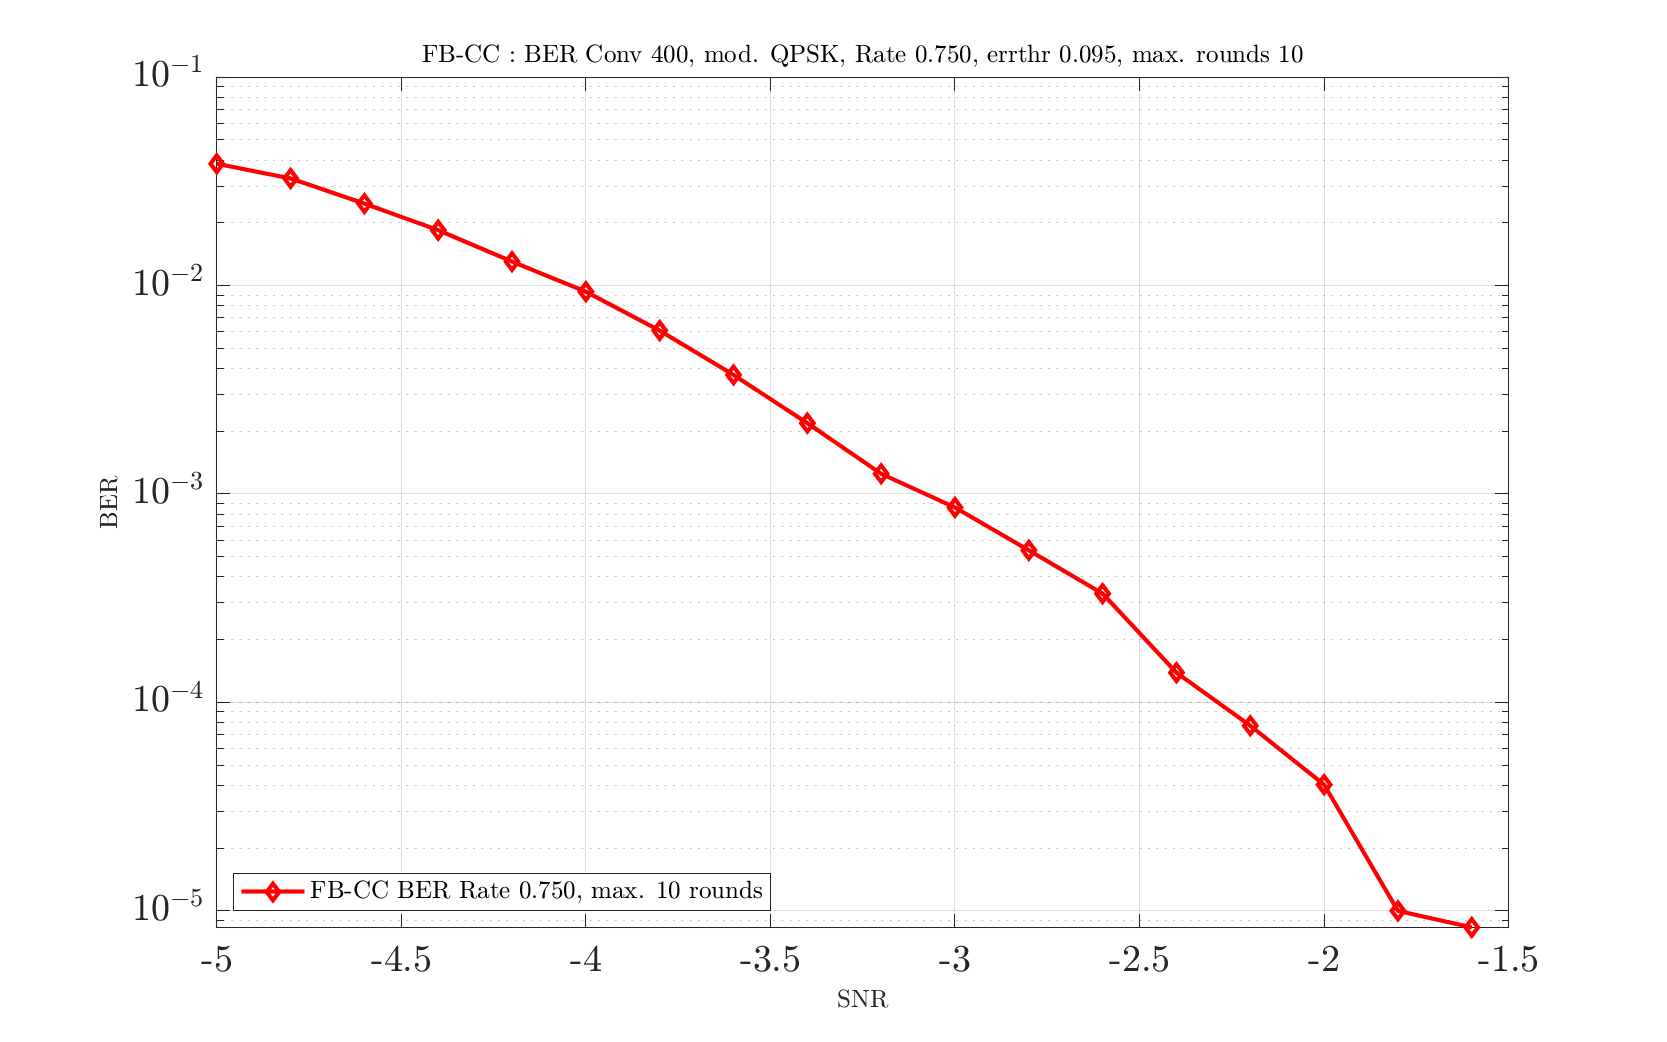 FB-CC : BER Conv 400, mod. QPSK, Rate 0.750, errthr 0.095, max. rounds 10
10⁻¹
10⁻²
10⁻³
10⁻⁴
10⁻⁵
BER
FB-CC BER Rate 0.750, max. 10 rounds
-5 -4.5 -4 -3.5 -3 -2.5 -2 -1.5
SNR